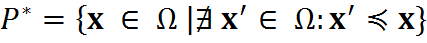 P* = {x ∈ Ω |∄ x′ ∈ Ω: x′ ≼ x}